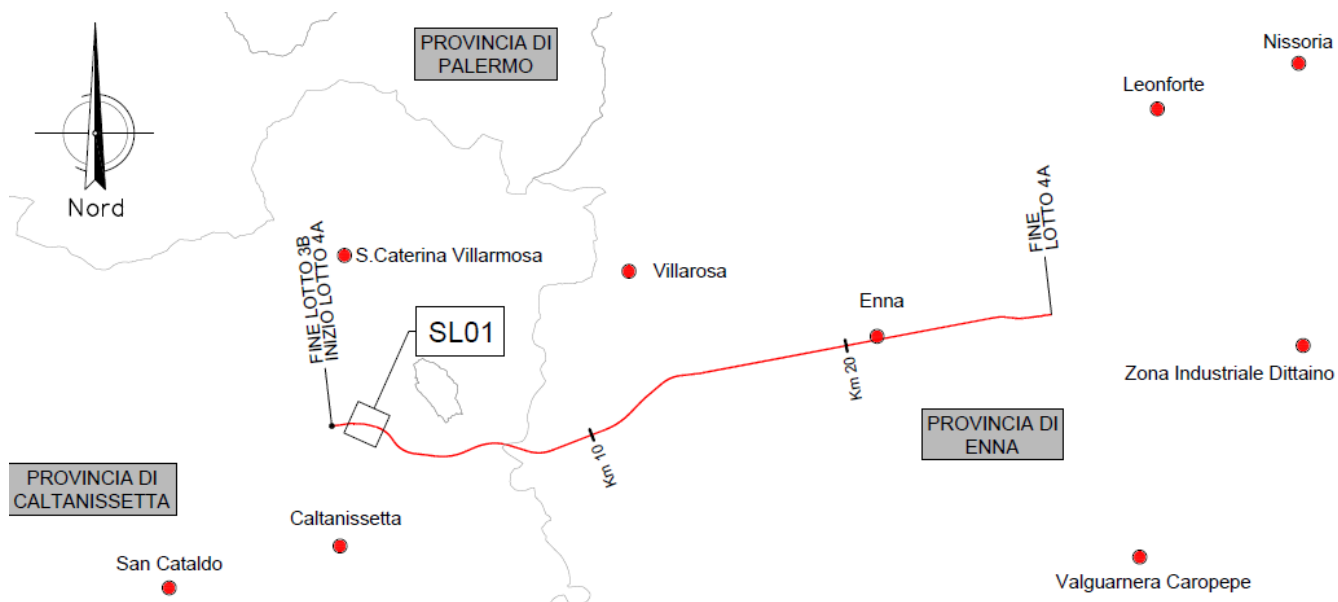 PROVINCIA DI
PALERMO
Nissoria
Leonforte
Nord
FINE LOTTO 3B
INIZIO LOTTO 4A
S.Caterina Villarmosa
Villarosa
FINE
LOTTO 4A
Enna
SL01
Km 20
Zona Industriale Dittaino
Km 10
PROVINCIA DI
ENNA
PROVINCIA DI
CALTANISSETTA
Caltanissetta
San Cataldo
Valguarnera Caropepe